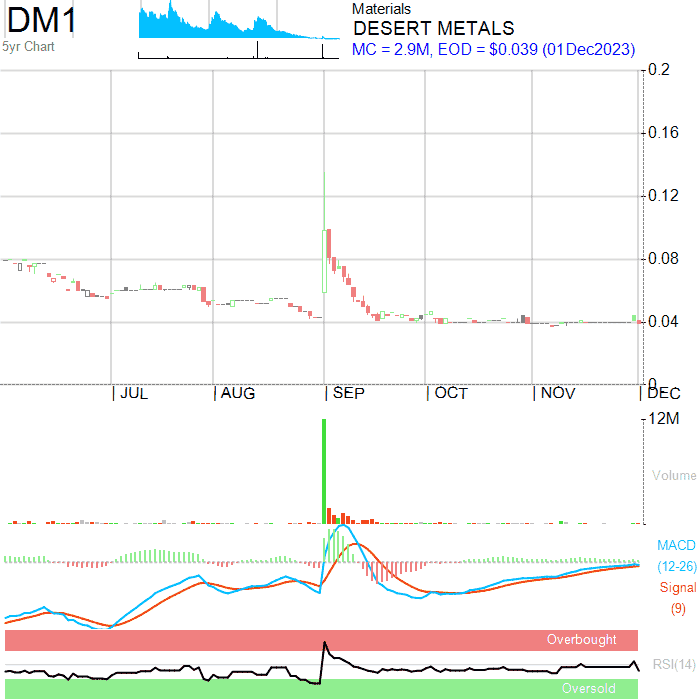 DM1
5yr Chart
Materials
DESERT METALS
MC = 2.9M, EOD = $0.039 (01Dec2023)
0.2
0.16
0.12
0.08
0.04
0
JUL AUG SEP OCT NOV DEC
12M
Volume
MACD
(12-26)
Signal
(9)
Overbought
RSI(14)
Oversold